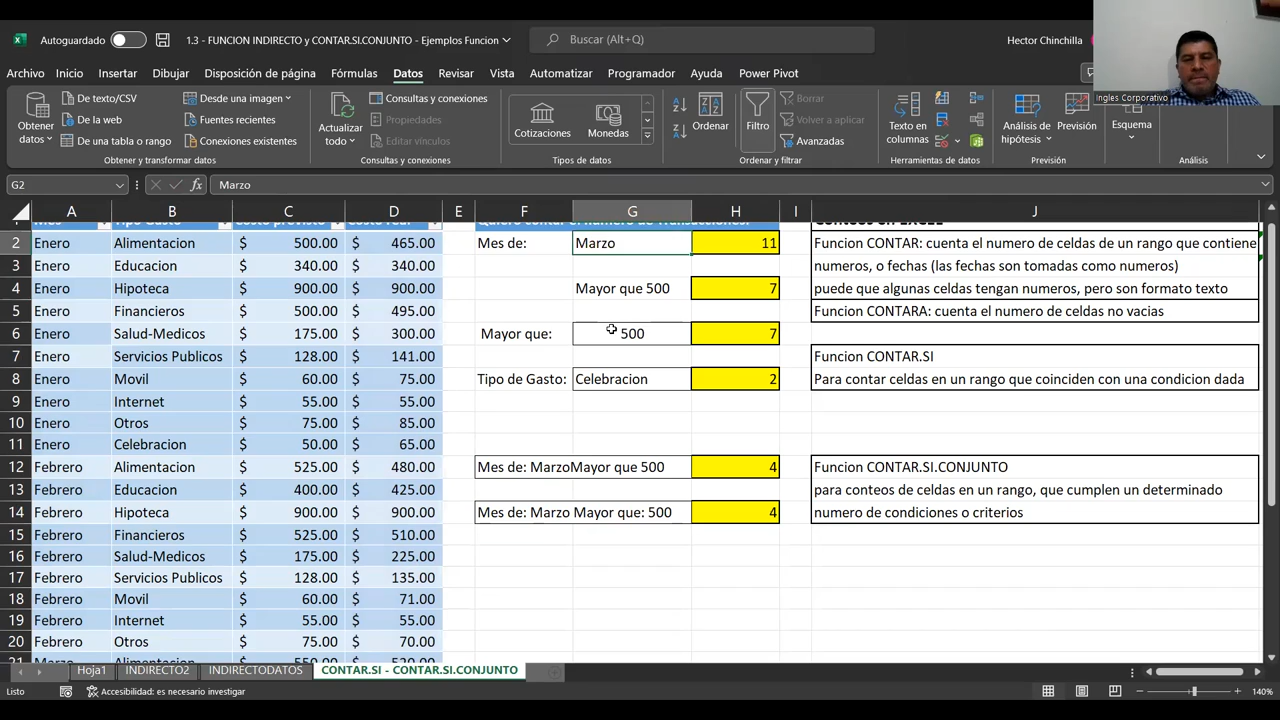 Autoguardado
1.3 - FUNCION INDIRECTO y CONTAR.SI.CONJUNTO - Ejemplos Funcion
Buscar (Alt+Q)
Hector Chinchilla
Ingles Corporativo
Archivo Inicio Insertar Dibujar Disposición de página Fórmulas Datos Revisar Vista Automatizar Programador Ayuda Power Pivot
De texto/CSV Desde una imagen Consultas y conexiones Borrar
Obtener datos De la web Fuentes recientes Actualizar todo Propiedades Cotizaciones Monedas Ordenar Filtro Volver a aplicar Texto en columnas Análisis de hipótesis Previsión Esquema
De una tabla o rango Conexiones existentes Editar vínculos Avanzadas
Obtener y transformar datos Consultas y conexiones Tipos de datos Ordenar y filtrar Herramientas de datos Previsión Análisis
G2 fx Marzo
A B C D E F G H I J
2 Enero Alimentacion $ 500.00 $ 465.00 Mes de: Marzo 11 Funcion CONTAR: cuenta el numero de celdas de un rango que contiene
3 Enero Educacion $ 340.00 $ 340.00 numeros, o fechas (las fechas son tomadas como numeros)
4 Enero Hipoteca $ 900.00 $ 900.00 Mayor que 500 7 puede que algunas celdas tengan numeros, pero son formato texto
5 Enero Financieros $ 500.00 $ 495.00 Funcion CONTARA: cuenta el numero de celdas no vacias
6 Enero Salud-Medicos $ 175.00 $ 300.00 Mayor que: 500 7
7 Enero Servicios Publicos $ 128.00 $ 141.00 Funcion CONTAR.SI
8 Enero Movil $ 60.00 $ 75.00 Tipo de Gasto: Celebracion 2 Para contar celdas en un rango que coinciden con una condicion dada
9 Enero Internet $ 55.00 $ 55.00
10 Enero Otros $ 75.00 $ 85.00
11 Enero Celebracion $ 50.00 $ 65.00
12 Febrero Alimentacion $ 525.00 $ 480.00 Mes de: MarzoMayor que 500 4 Funcion CONTAR.SI.CONJUNTO
13 Febrero Educacion $ 400.00 $ 425.00 para conteos de celdas en un rango, que cumplen un determinado
14 Febrero Hipoteca $ 900.00 $ 900.00 Mes de: Marzo Mayor que: 500 4 numero de condiciones o criterios
15 Febrero Financieros $ 525.00 $ 510.00
16 Febrero Salud-Medicos $ 175.00 $ 225.00
17 Febrero Servicios Publicos $ 128.00 $ 135.00
18 Febrero Movil $ 60.00 $ 71.00
19 Febrero Internet $ 55.00 $ 55.00
20 Febrero Otros $ 75.00 $ 70.00
Hoja1 INDIRECTO2 INDIRECTODATOS CONTAR.SI - CONTAR.SI.CONJUNTO
Listo Accesibilidad: es necesario investigar 140%